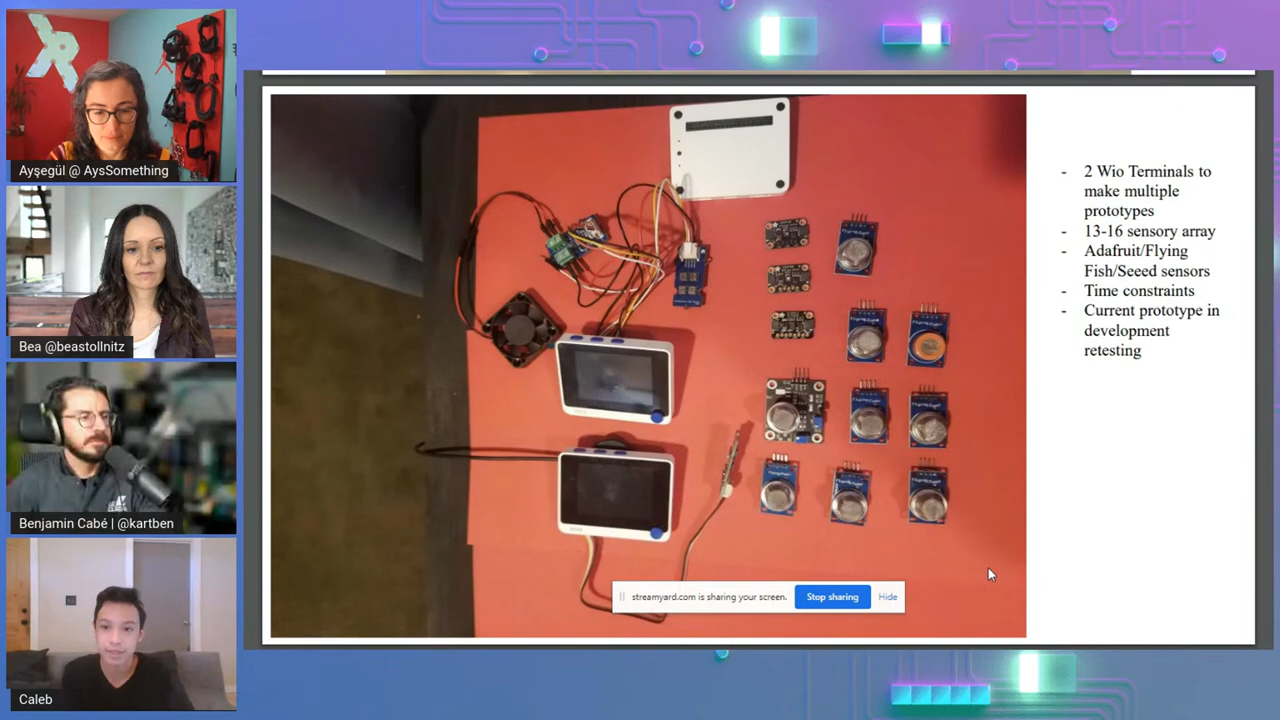 Ayşegül @ AysSomething
Bea @beastollnitz
Benjamin Cabé | @kartben
Caleb
- 2 Wio Terminals to
make multiple
prototypes
- 13-16 sensory array
- Adafruit/Flying
Fish/Seeed sensors
- Time constraints
- Current prototype in
development
retesting
streamyard.com is sharing your screen.
Stop sharing
Hide